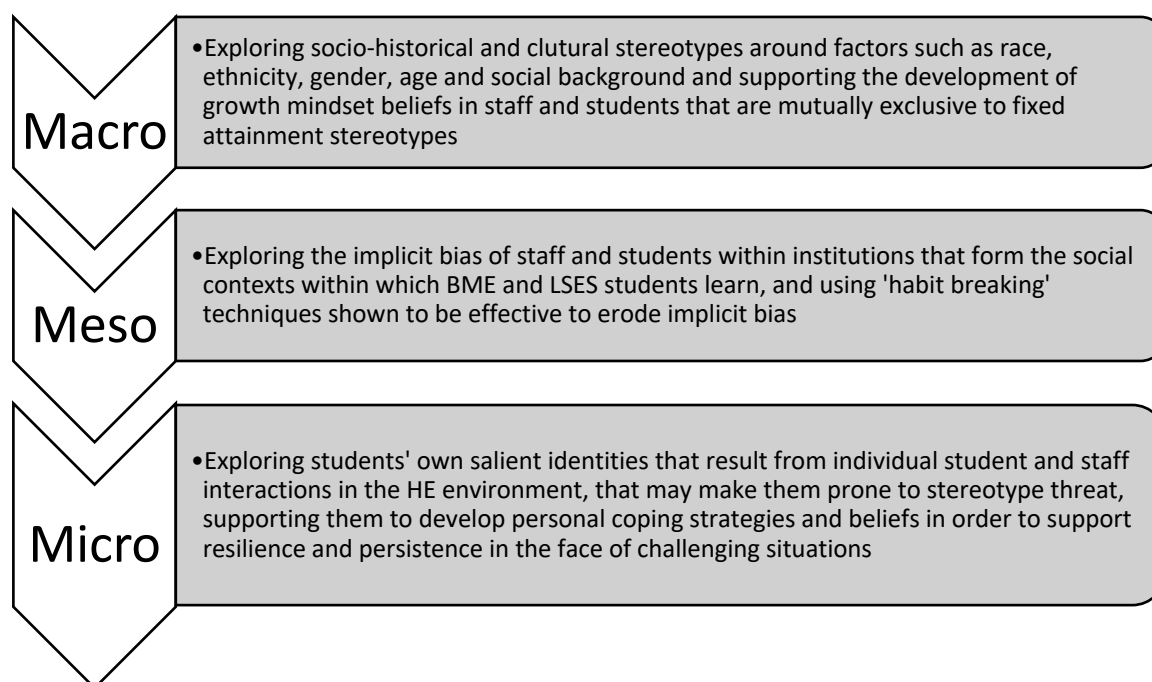 Macro
•Exploring socio-historical and clutural stereotypes around factors such as race,
ethnicity, gender, age and social background and supporting the development of
growth mindset beliefs in staff and students that are mutually exclusive to fixed
attainment stereotypes
Meso
•Exploring the implicit bias of staff and students within institutions that form the social
contexts within which BME and LSES students learn, and using 'habit breaking'
techniques shown to be effective to erode implicit bias
Micro
•Exploring students' own salient identities that result from individual student and staff
interactions in the HE environment, that may make them prone to stereotype threat,
supporting them to develop personal coping strategies and beliefs in order to support
resilience and persistence in the face of challenging situations